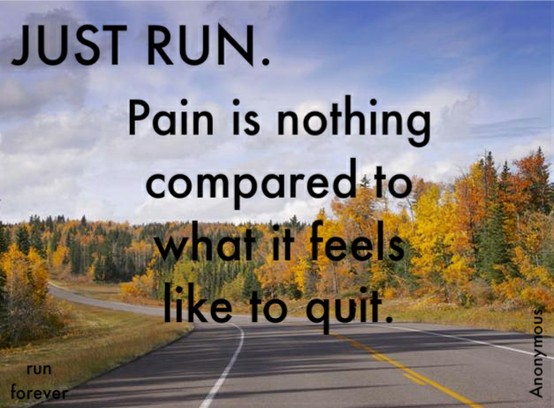 JUST RUN.
Pain is nothing
compared to
what it feels
like to quit.
run
forever
Anonymous